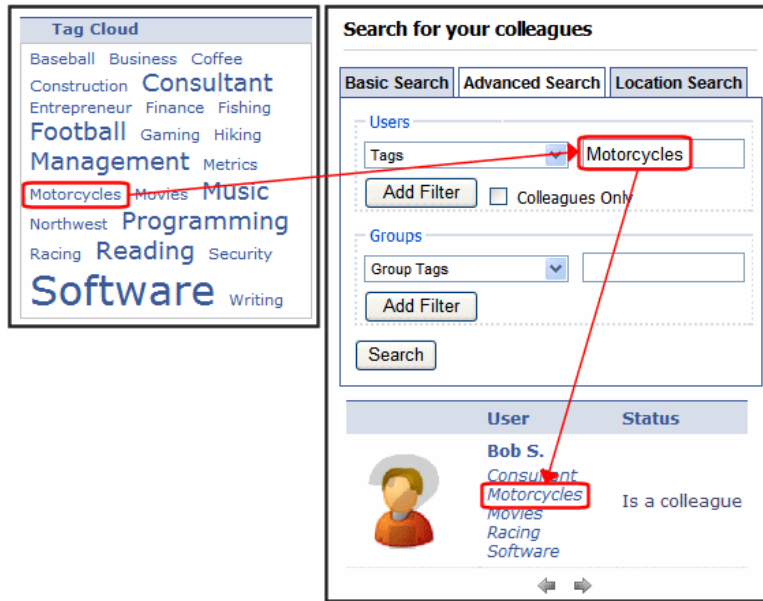 Tag Cloud
Baseball Business Coffee
Construction Consultant
Entrepreneur Finance Fishing
Football Gaming Hiking
Management Metrics
Motorcycles Movies Music
Northwest Programming
Racing Reading Security
Software Writing
Search for your colleagues
Basic Search Advanced Search Location Search
Users
Tags Motorcycles
Add Filter Colleagues Only
Groups
Group Tags
Add Filter
Search
User Status
Bob S.
Consultant
Motorcycles
Movies
Racing
Software
Is a colleague